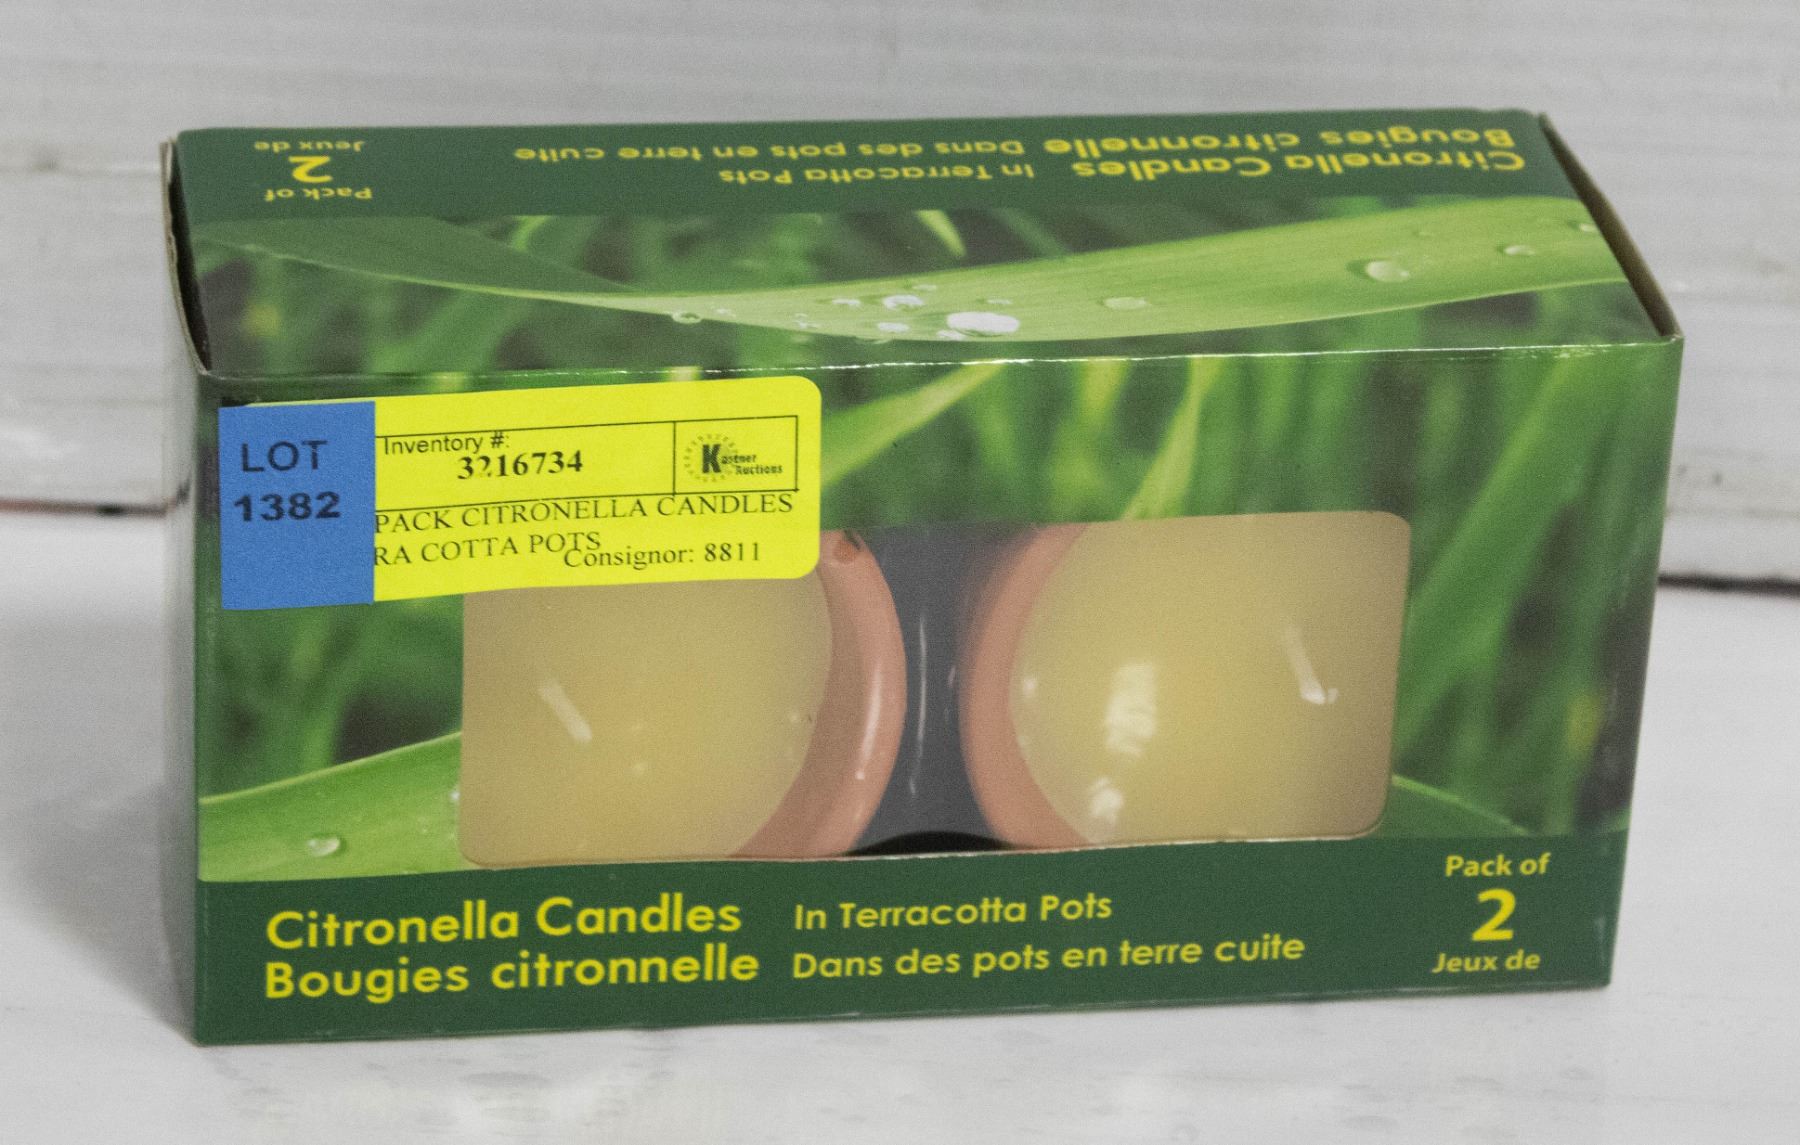 Citronella Candles In Terracotta Pots
Bougies citronnelle Dans des pots en terre cuite
Pack of
2
Jeux de
LOT
1382
Inventory #:
3216734
Kastner
Auctions
PACK CITRONELLA CANDLES
RA COTTA POTS
Consignor: 8811
Citronella Candles In Terracotta Pots
Bougies citronnelle Dans des pots en terre cuite
Pack of
2
Jeux de